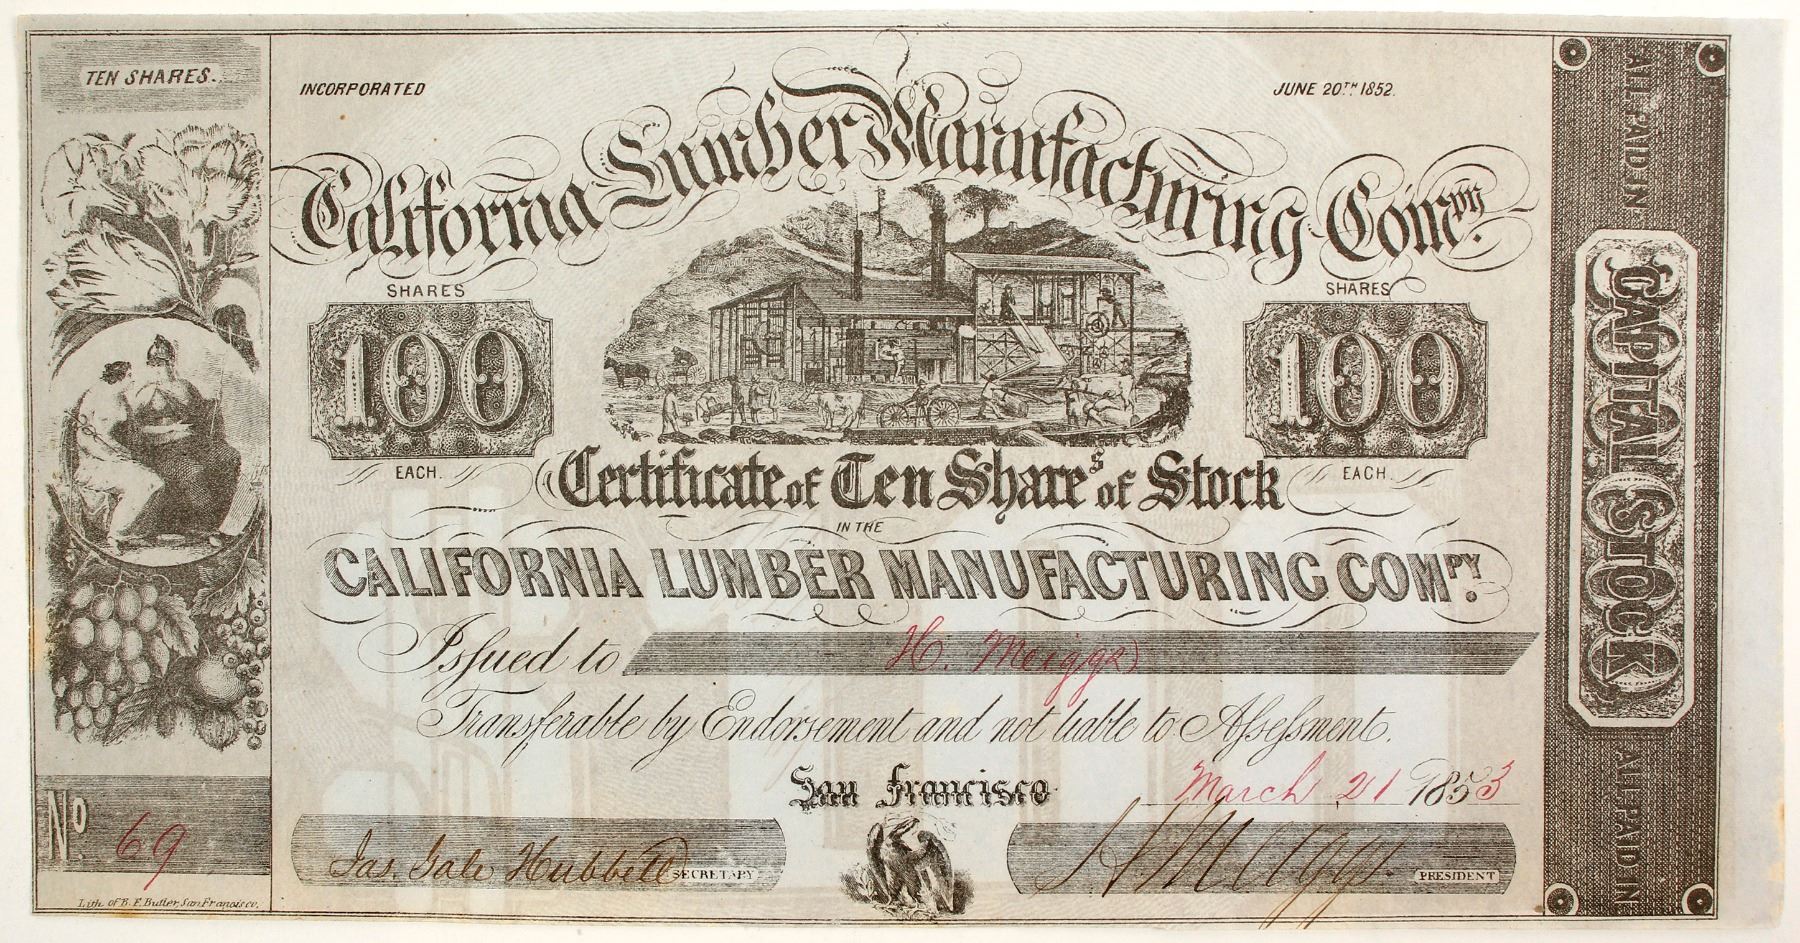 TEN SHARES.
INCORPORATED
JUNE 20TH 1852.
California Lumber Manufacturing Compny.
SHARES
100
EACH.
SHARES
100
EACH.
Certificate of Ten Shares of Stock
IN THE
CALIFORNIA LUMBER MANUFACTURING COMPY.
Issued to H. Meiggs
Transferable by Endorsement and not liable to Assessment.
San Francisco March 21 1853
No. 69
Jas. Gale Hubbell SECRETARY
H Meiggs. PRESIDENT
Lith. of B. F. Butler, San Francisco.
ALL PAID IN.
CAPITAL STOCK
ALL PAID IN.